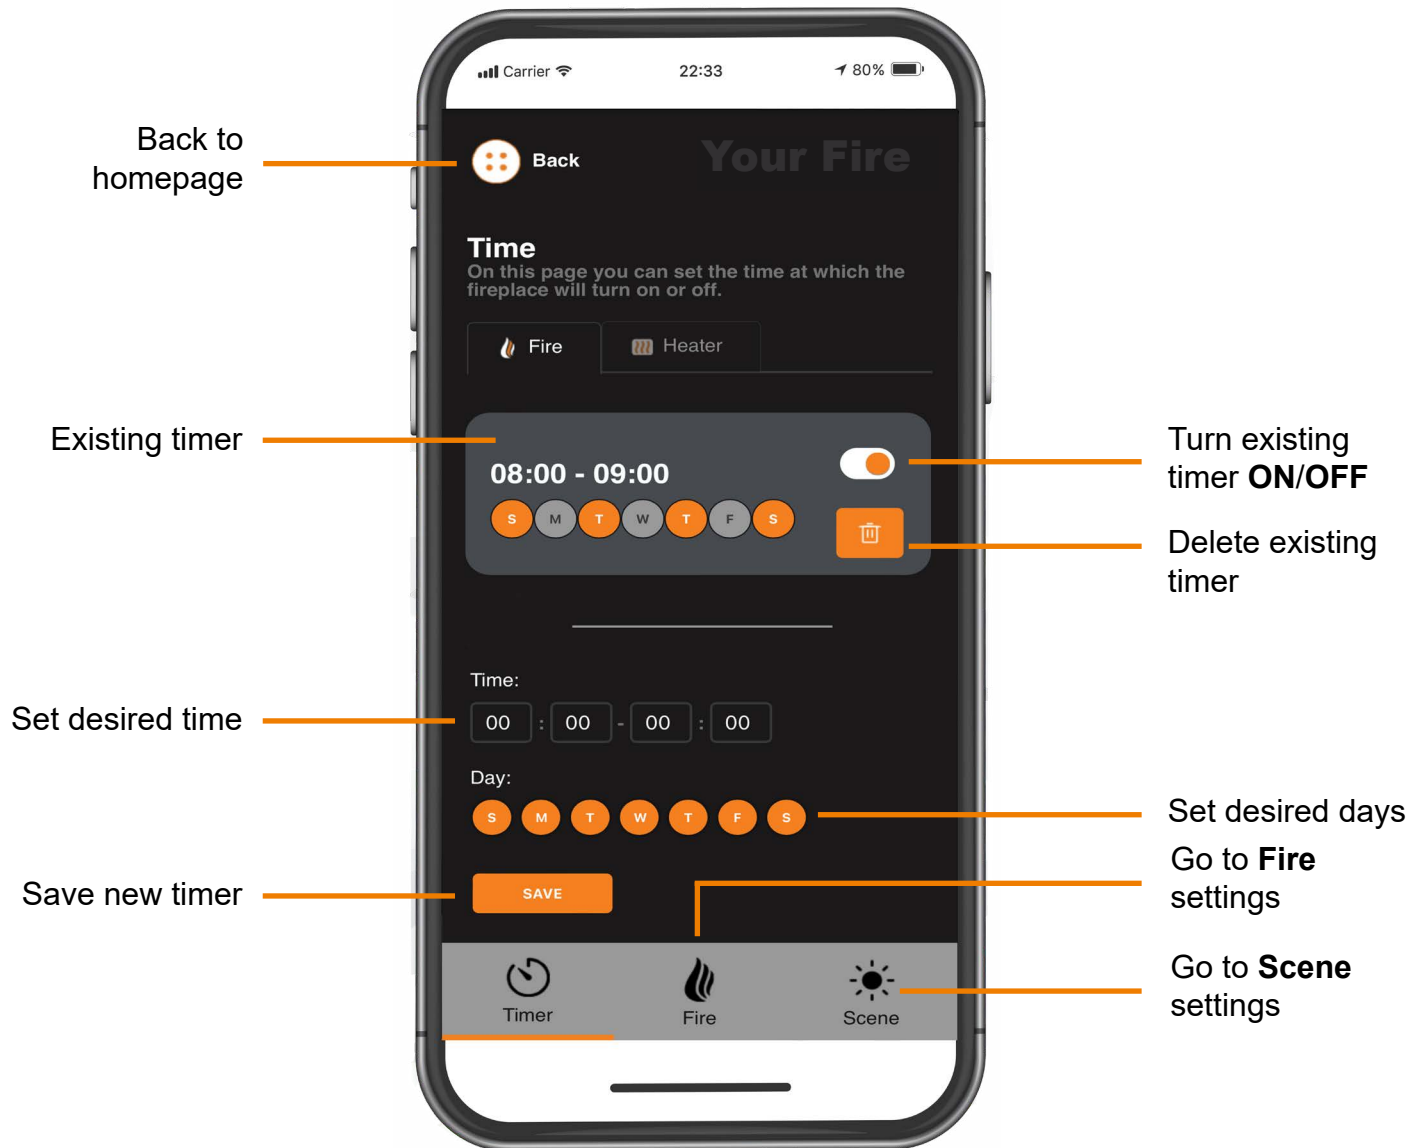 Carrier
22:33
80%
Back to
homepage
Back
Your Fire
Time
On this page you can set the time at which the
fireplace will turn on or off.
Fire
Heater
Existing timer
08:00 - 09:00
S M T W T F S
Turn existing
timer ON/OFF
Delete existing
timer
Time:
Set desired time
00 : 00 - 00 : 00
Day:
S M T W T F S
Set desired days
Go to Fire
settings
Save new timer
SAVE
Go to Scene
settings
Timer
Fire
Scene